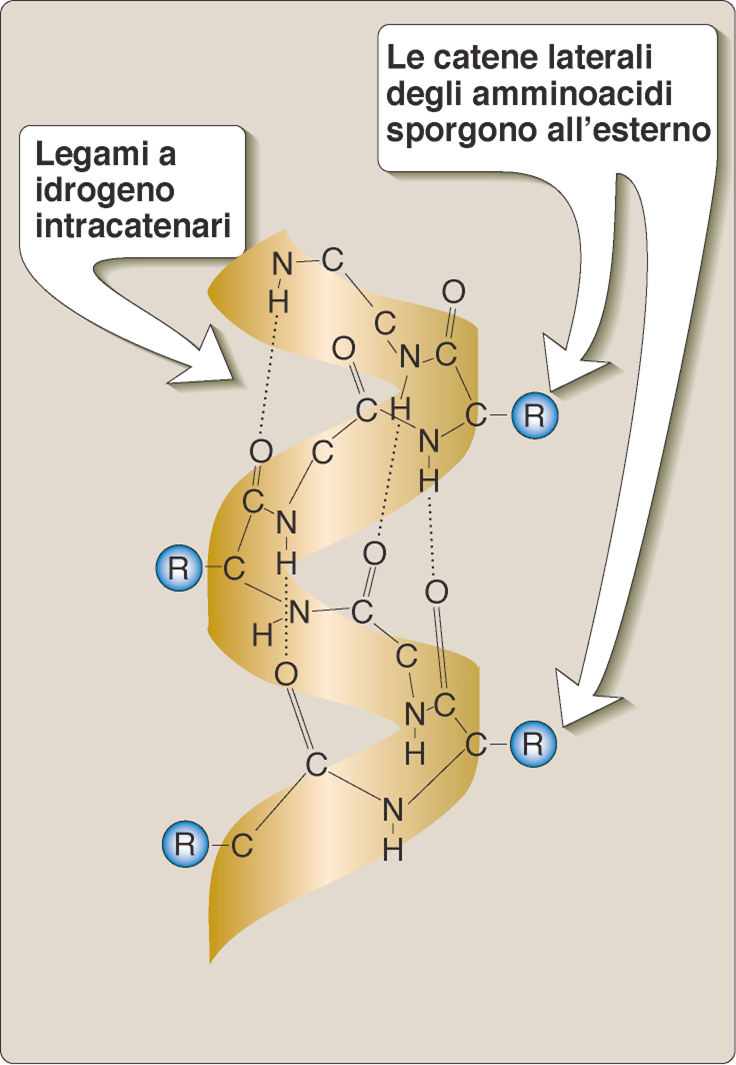 Le catene laterali
degli amminoacidi
sporgono all'esterno
Legami a
idrogeno
intracatenari
N C
H
O
C
O
N C
C H C R
N
O C
H
C
N
O
R C H
O
N C
H
C
O
N C
H C R
C
N
R C H